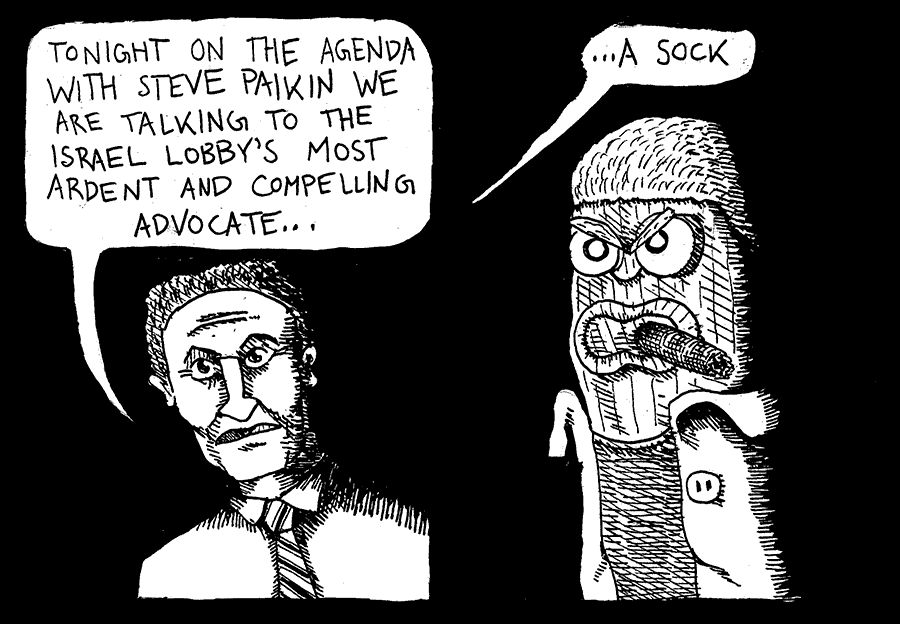 TONIGHT ON THE AGENDA
WITH STEVE PAIKIN WE
ARE TALKING TO THE
ISRAEL LOBBY'S MOST
ARDENT AND COMPELLING
ADVOCATE...
...A SOCK